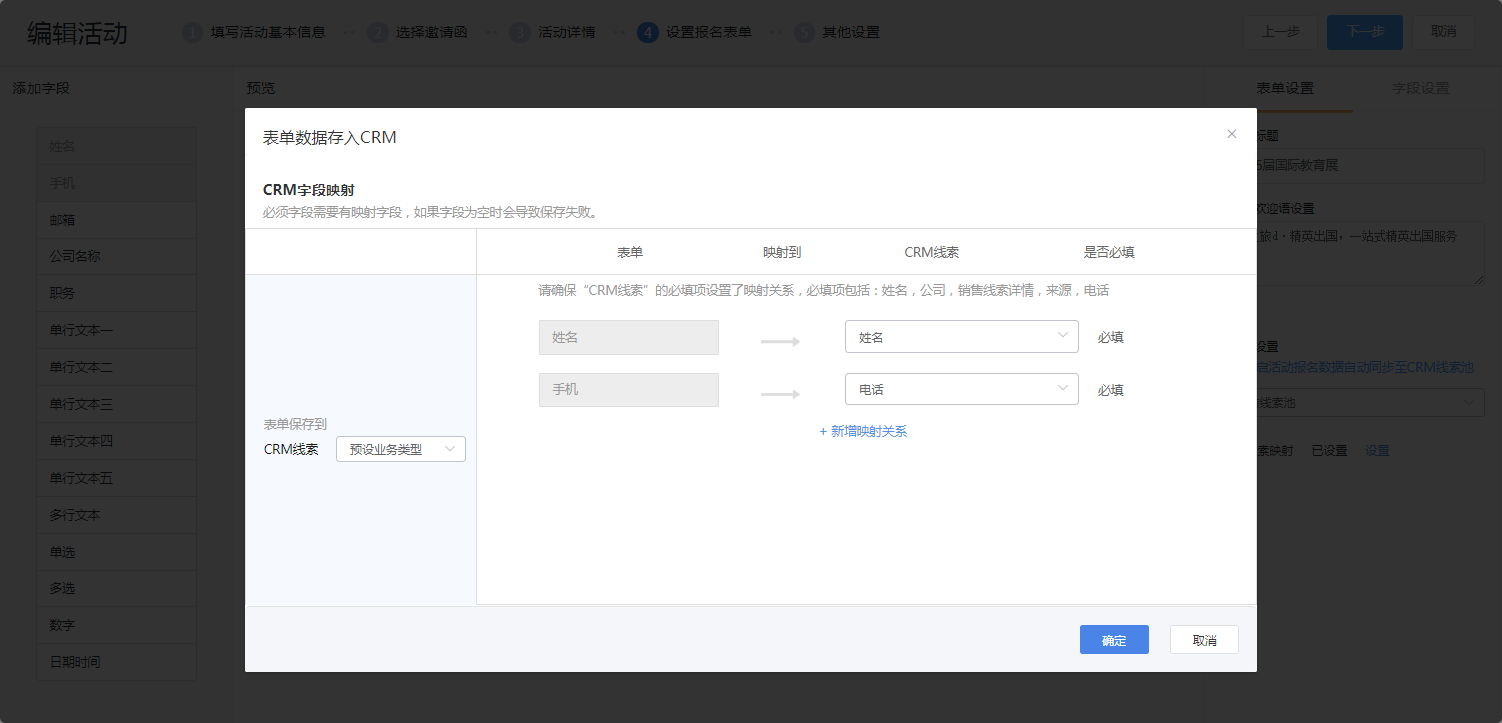 编辑活动
1 填写活动基本信息 2 选择邀请函 3 活动详情 4 设置报名表单 5 其他设置
上一步 下一步 取消
添加字段
预览
表单设置 字段设置
姓名
手机
邮箱
公司名称
职务
单行文本一
单行文本二
单行文本三
单行文本四
单行文本五
多行文本
单选
多选
数字
日期时间
表单数据存入CRM
×
CRM字段映射
必须字段需要有映射字段，如果字段为空时会导致保存失败。
表单 映射到 CRM线索 是否必填
请确保“CRM线索”的必填项设置了映射关系，必填项包括：姓名，公司，销售线索详情，来源，电话
姓名 姓名 必填
手机 电话 必填
+ 新增映射关系
表单保存到
CRM线索 预设业务类型
确定 取消
标题
届国际教育展
欢迎语设置
精英出国，一站式精英出国服务
设置
启活动报名数据自动同步至CRM线索池
线索池
索映射 已设置 设置